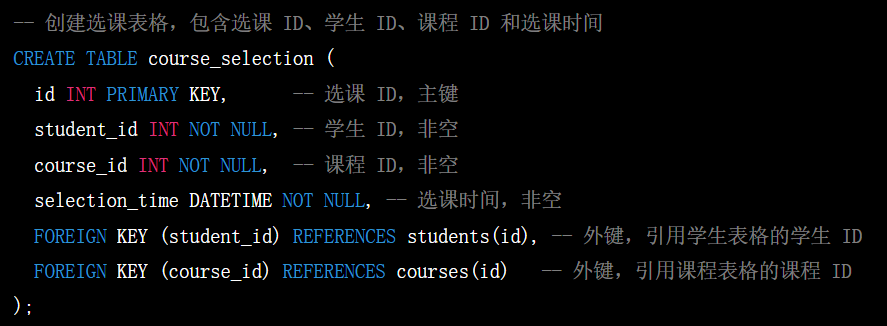 -- 创建选课表格，包含选课 ID、学生 ID、课程 ID 和选课时间
CREATE TABLE course_selection (
  id INT PRIMARY KEY,      -- 选课 ID，主键
  student_id INT NOT NULL, -- 学生 ID，非空
  course_id INT NOT NULL,  -- 课程 ID，非空
  selection_time DATETIME NOT NULL, -- 选课时间，非空
  FOREIGN KEY (student_id) REFERENCES students(id), -- 外键，引用学生表格的学生 ID
  FOREIGN KEY (course_id) REFERENCES courses(id)   -- 外键，引用课程表格的课程 ID
);